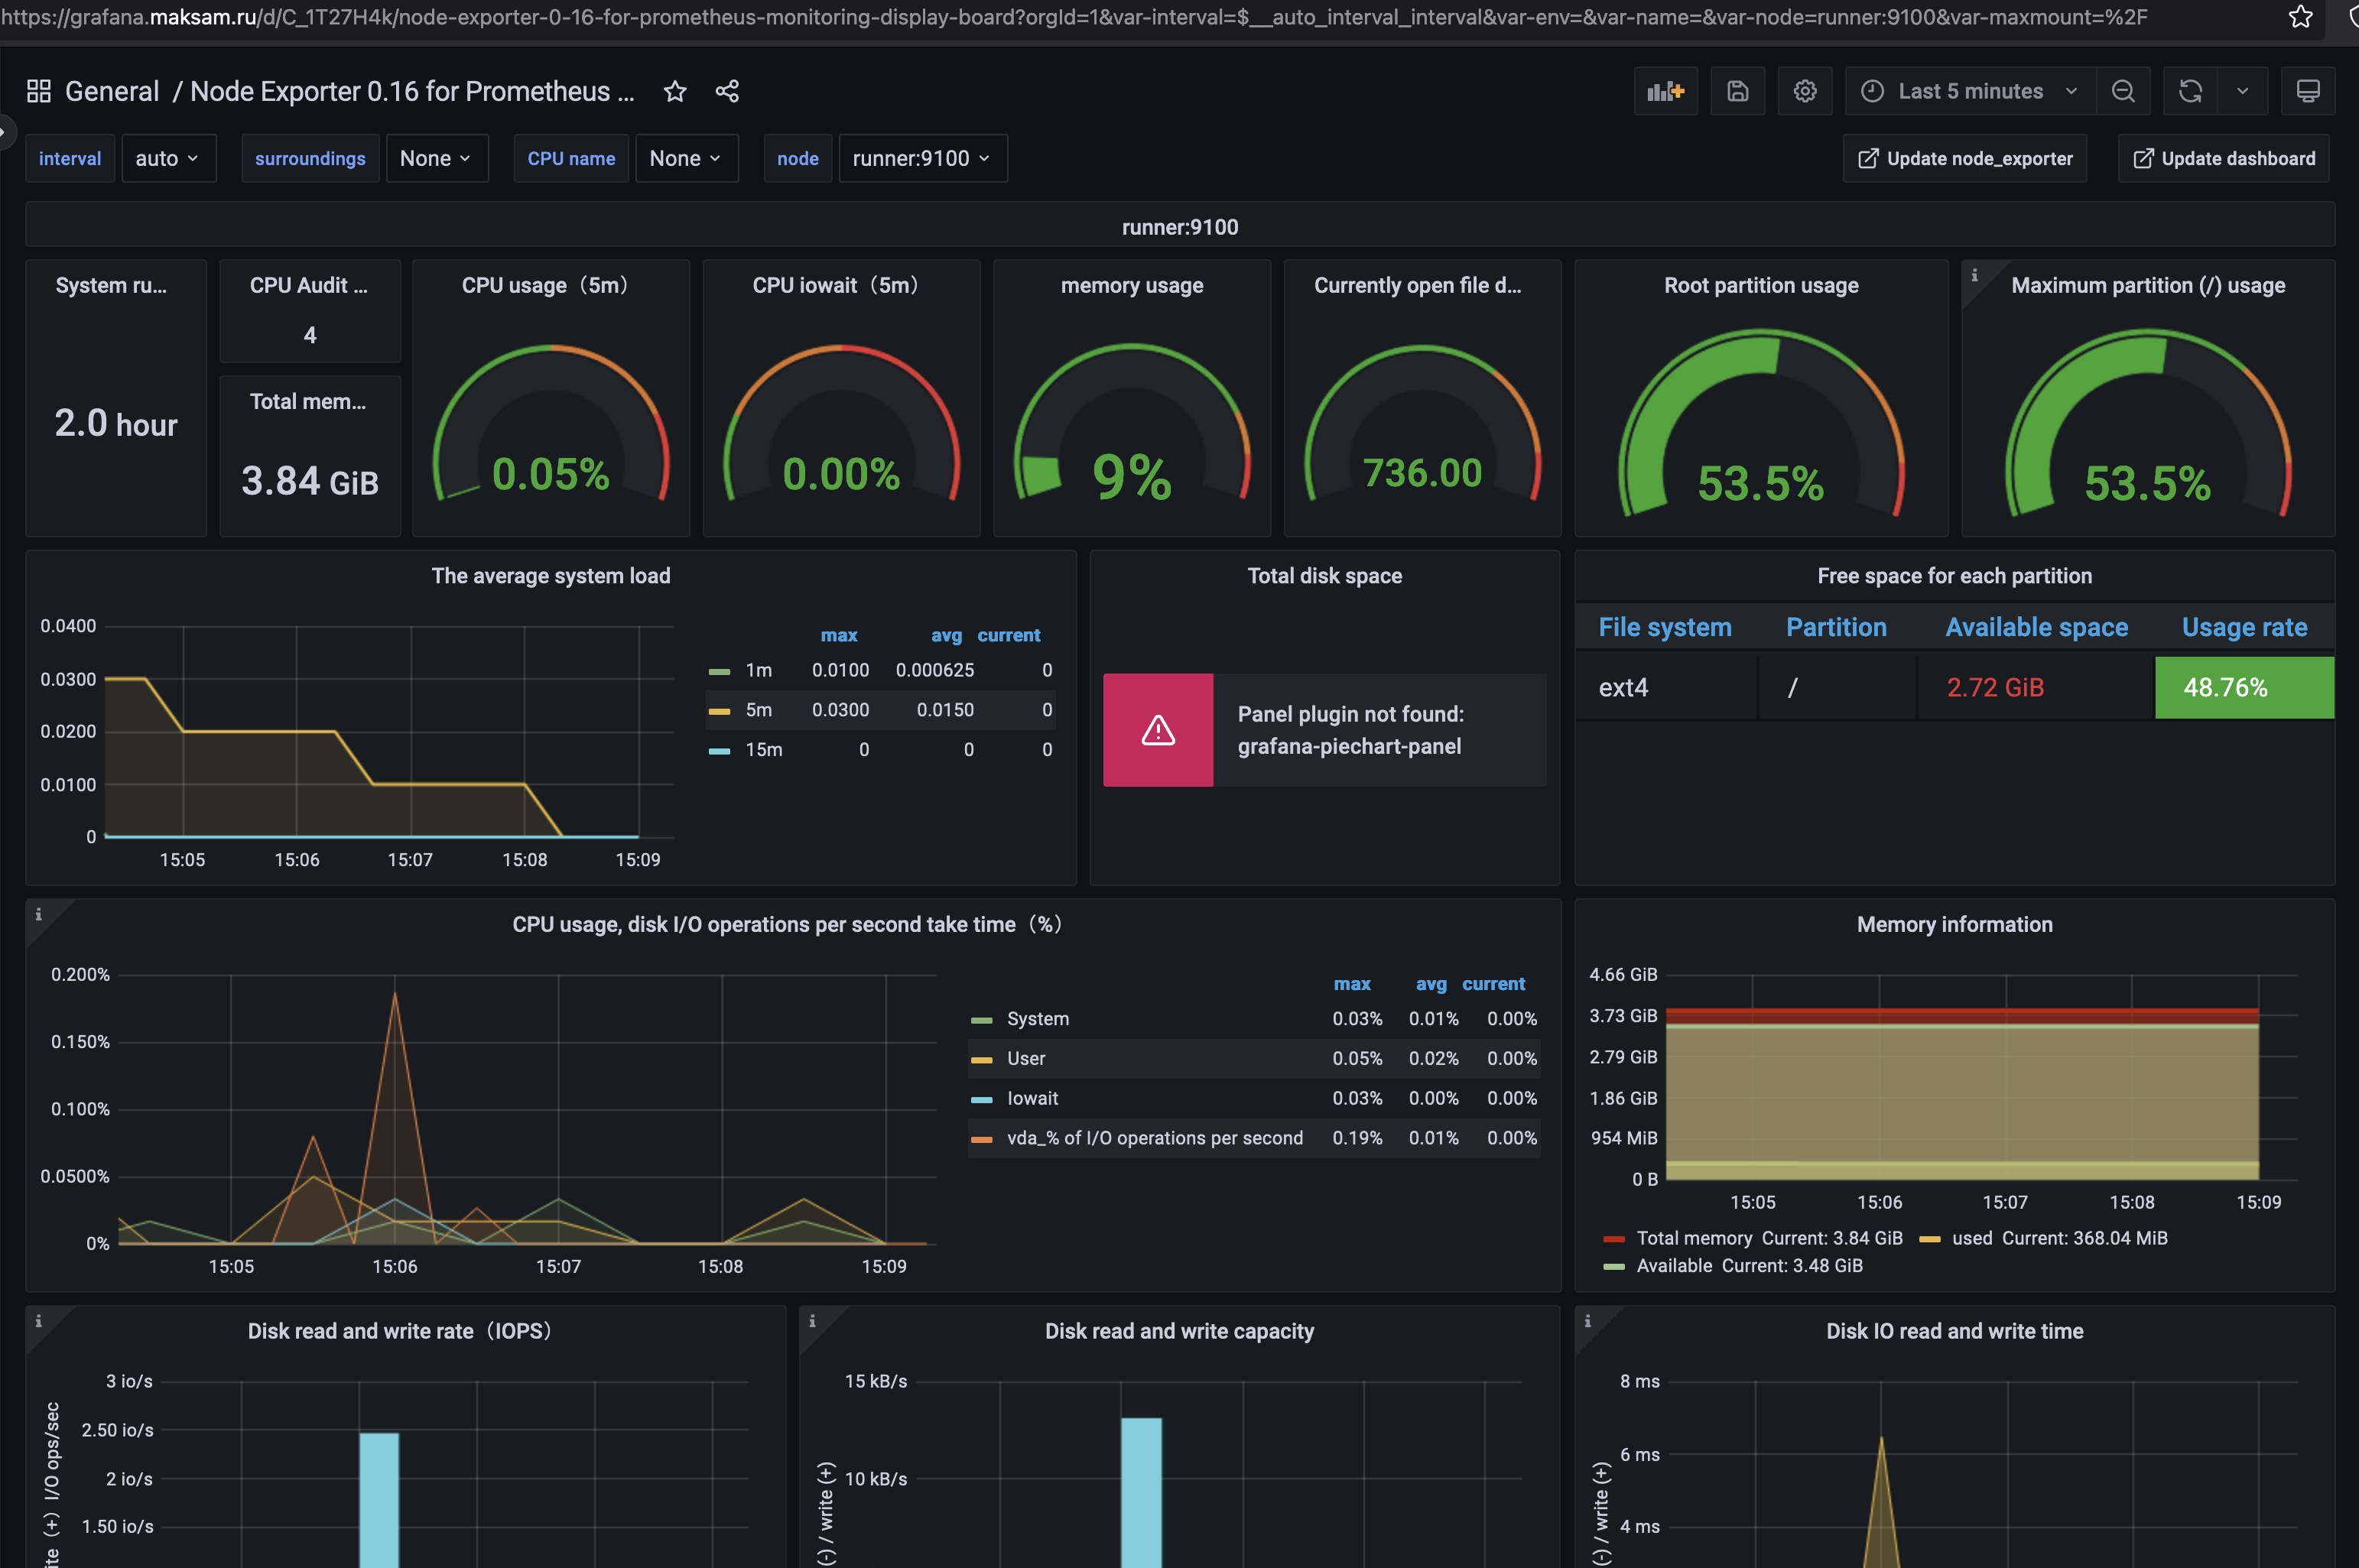 https://grafana.maksam.ru/d/C_1T27H4k/node-exporter-0-16-for-prometheus-monitoring-display-board?orgId=1&var-interval=$__auto_interval_interval&var-env=&var-name=&var-node=runner:9100&var-maxmount=%2F
General / Node Exporter 0.16 for Prometheus ...
Last 5 minutes
interval auto surroundings None CPU name None node runner:9100 Update node_exporter Update dashboard
runner:9100
System ru...
2.0 hour
CPU Audit ...
4
Total mem...
3.84 GiB
CPU usage（5m）
0.05%
CPU iowait（5m）
0.00%
memory usage
9%
Currently open file d...
736.00
Root partition usage
53.5%
Maximum partition (/) usage
53.5%
The average system load
0.0400
0.0300
0.0200
0.0100
0
15:05 15:06 15:07 15:08 15:09
max avg current
1m 0.0100 0.000625 0
5m 0.0300 0.0150 0
15m 0 0 0
Total disk space
Panel plugin not found:
grafana-piechart-panel
Free space for each partition
File system Partition Available space Usage rate
ext4 / 2.72 GiB 48.76%
CPU usage, disk I/O operations per second take time（%）
0.200%
0.150%
0.100%
0.0500%
0%
15:05 15:06 15:07 15:08 15:09
max avg current
System 0.03% 0.01% 0.00%
User 0.05% 0.02% 0.00%
Iowait 0.03% 0.00% 0.00%
vda_% of I/O operations per second 0.19% 0.01% 0.00%
Memory information
4.66 GiB
3.73 GiB
2.79 GiB
1.86 GiB
954 MiB
0 B
15:05 15:06 15:07 15:08 15:09
Total memory Current: 3.84 GiB used Current: 368.04 MiB
Available Current: 3.48 GiB
Disk read and write rate（IOPS）
3 io/s
2.50 io/s
2 io/s
1.50 io/s
ite （+） I/O ops/sec
Disk read and write capacity
15 kB/s
10 kB/s
(-) / write (+)
Disk IO read and write time
8 ms
6 ms
4 ms
(-) / write (+)